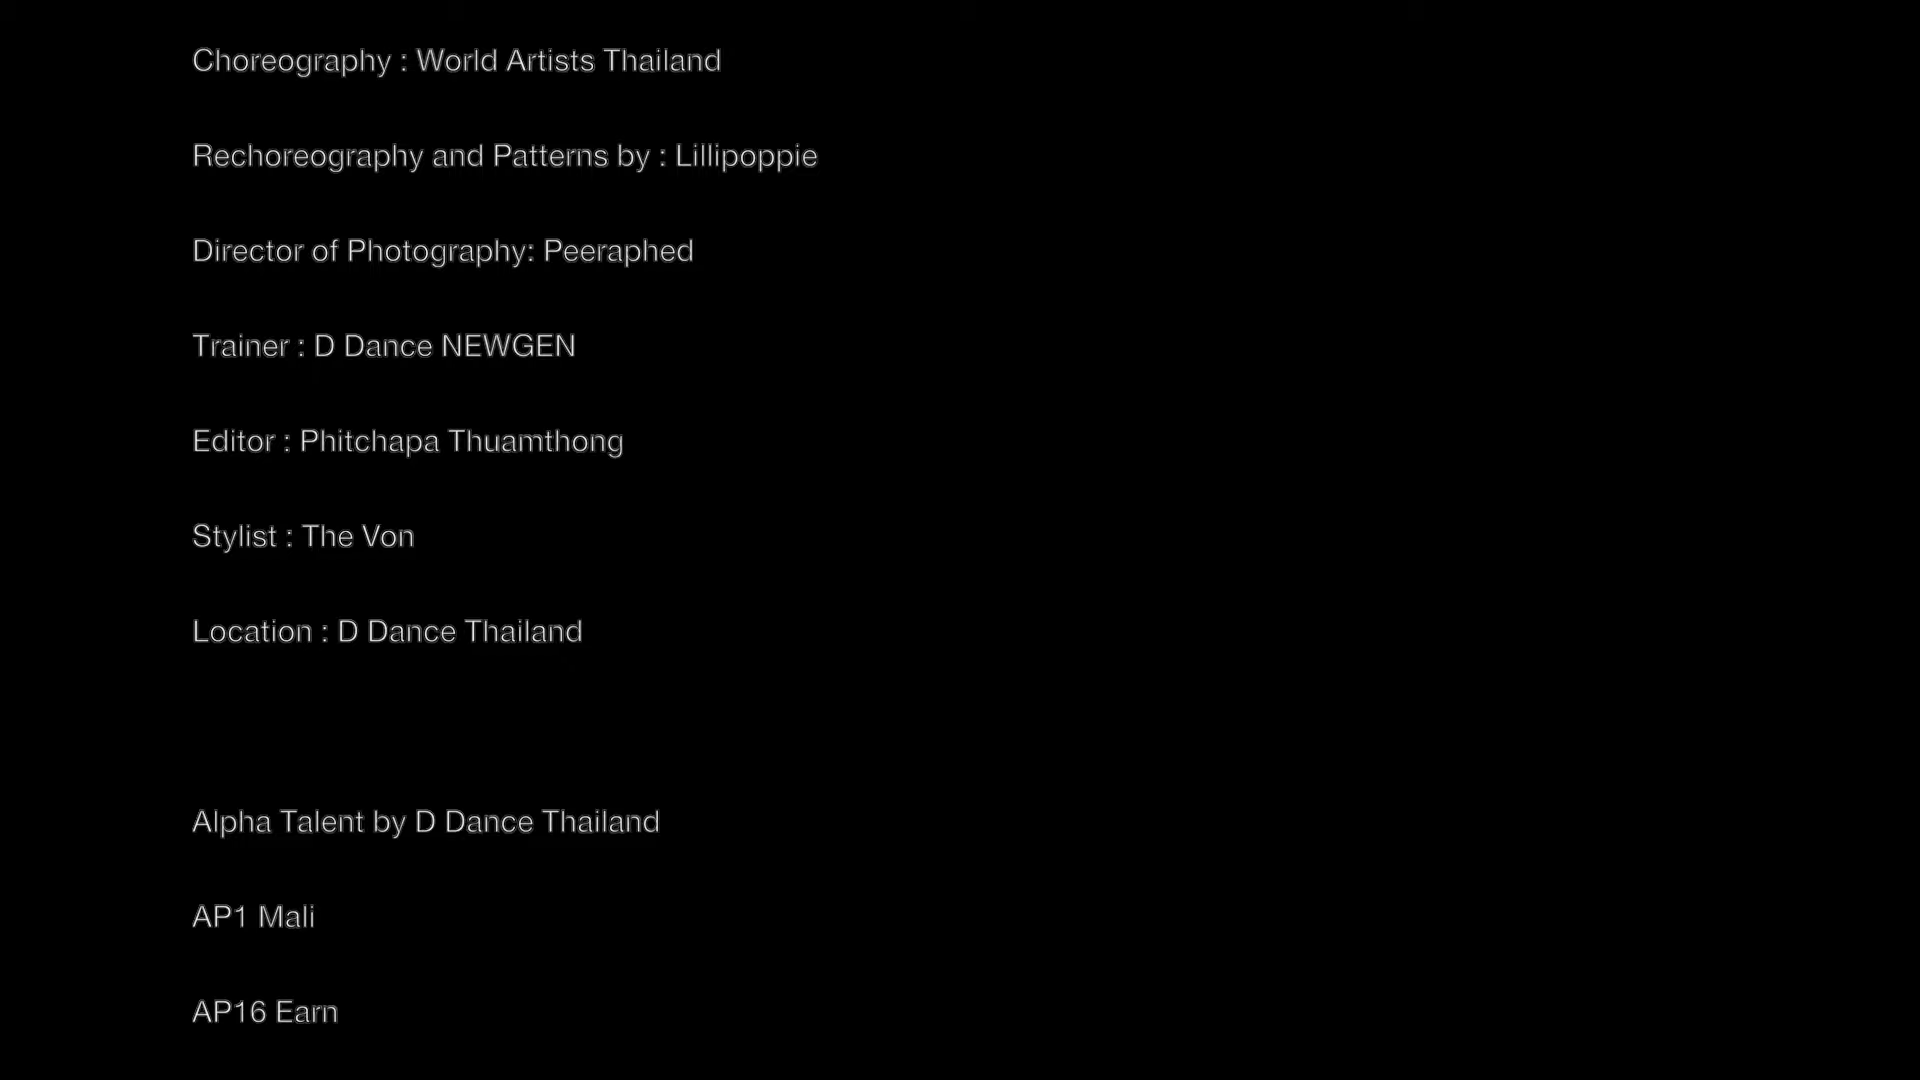 Choreography : World Artists Thailand
Rechoreography and Patterns by : Lillipoppie
Director of Photography: Peeraphed
Trainer : D Dance NEWGEN
Editor : Phitchapa Thuamthong
Stylist : The Von
Location : D Dance Thailand
Alpha Talent by D Dance Thailand
AP1 Mali
AP16 Earn